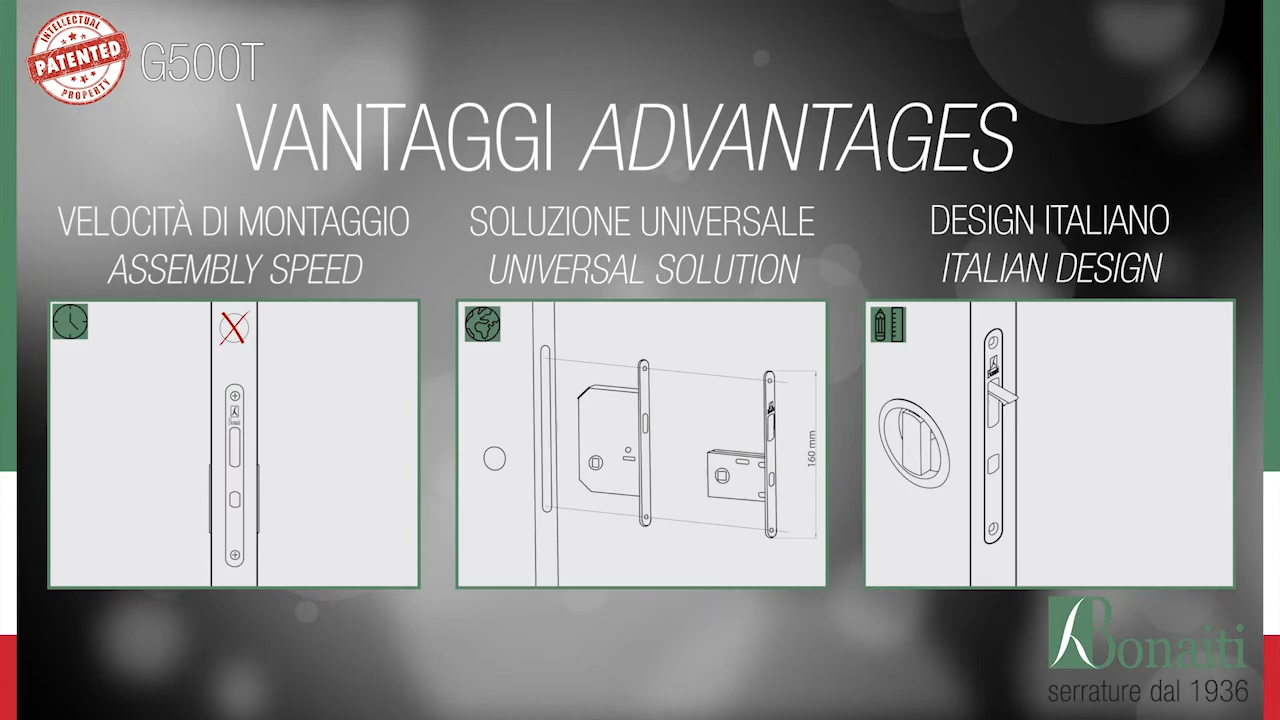 INTELLECTUAL
PATENTED
PROPERTY
G500T
VANTAGGI ADVANTAGES
VELOCITÀ DI MONTAGGIO
ASSEMBLY SPEED
SOLUZIONE UNIVERSALE
UNIVERSAL SOLUTION
DESIGN ITALIANO
ITALIAN DESIGN
160 mm
Bonaiti
serrature dal 1936